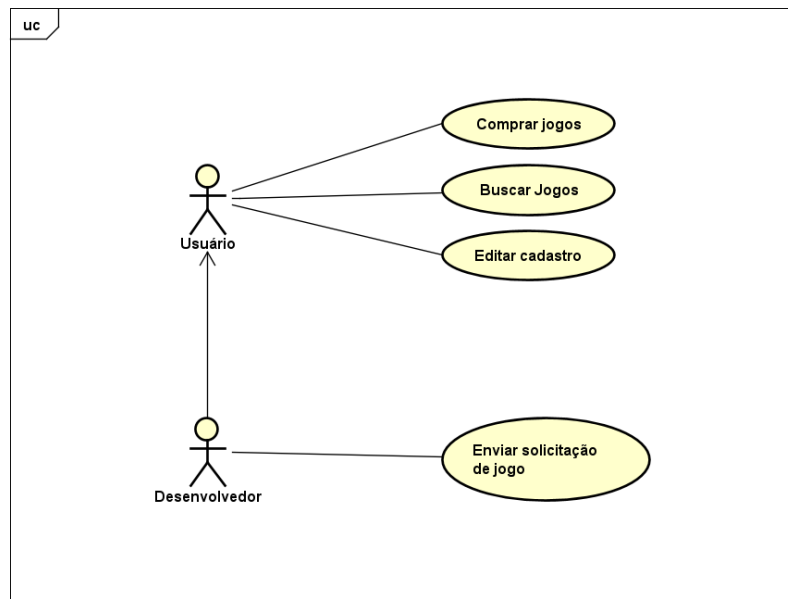 uc
Comprar jogos
Buscar Jogos
Usuário
Editar cadastro
Enviar solicitação
de jogo
Desenvolvedor